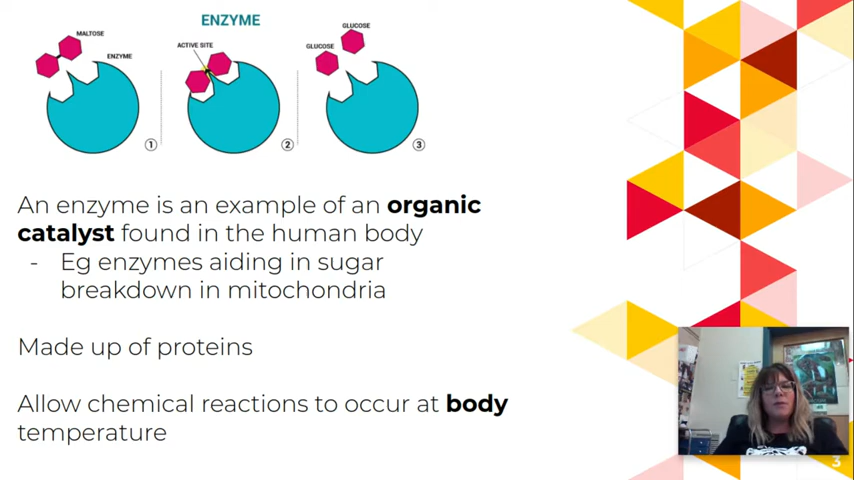 ENZYME
MALTOSE
ENZYME
ACTIVE SITE
GLUCOSE
GLUCOSE
1
2
3
An enzyme is an example of an organic
catalyst found in the human body
- Eg enzymes aiding in sugar
breakdown in mitochondria
Made up of proteins
Allow chemical reactions to occur at body
temperature
3